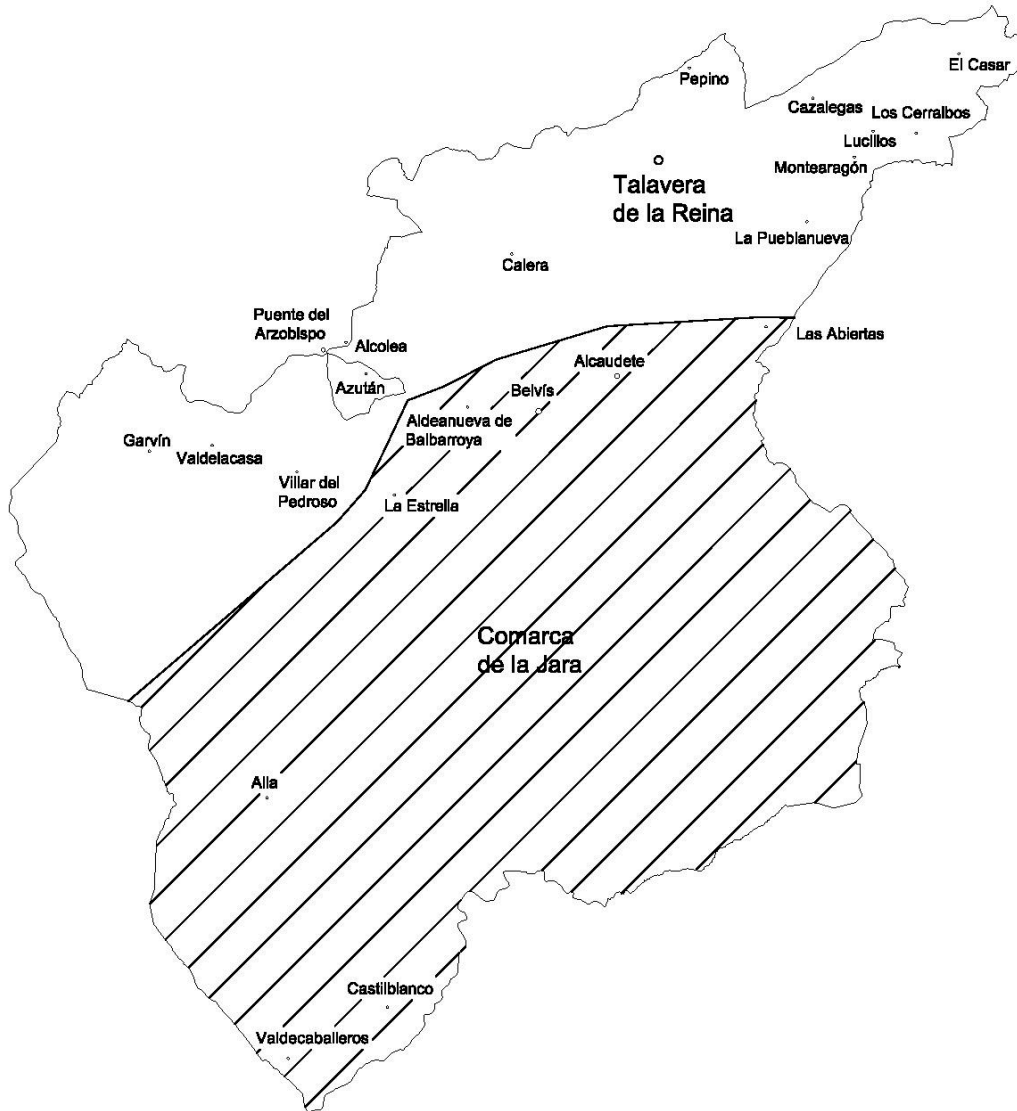 El Casar
Pepino
Cazalegas
Los Cerralbos
Lucillos
Montearagón
Talavera
de la Reina
La Pueblanueva
Calera
Puente del
Arzobispo
Alcolea
Las Abiertas
Azután
Alcaudete
Belvís
Aldeanueva de
Balbarroya
Garvín
Valdelacasa
Villar del
Pedroso
La Estrella
Comarca
de la Jara
Alía
Castilblanco
Valdecaballeros